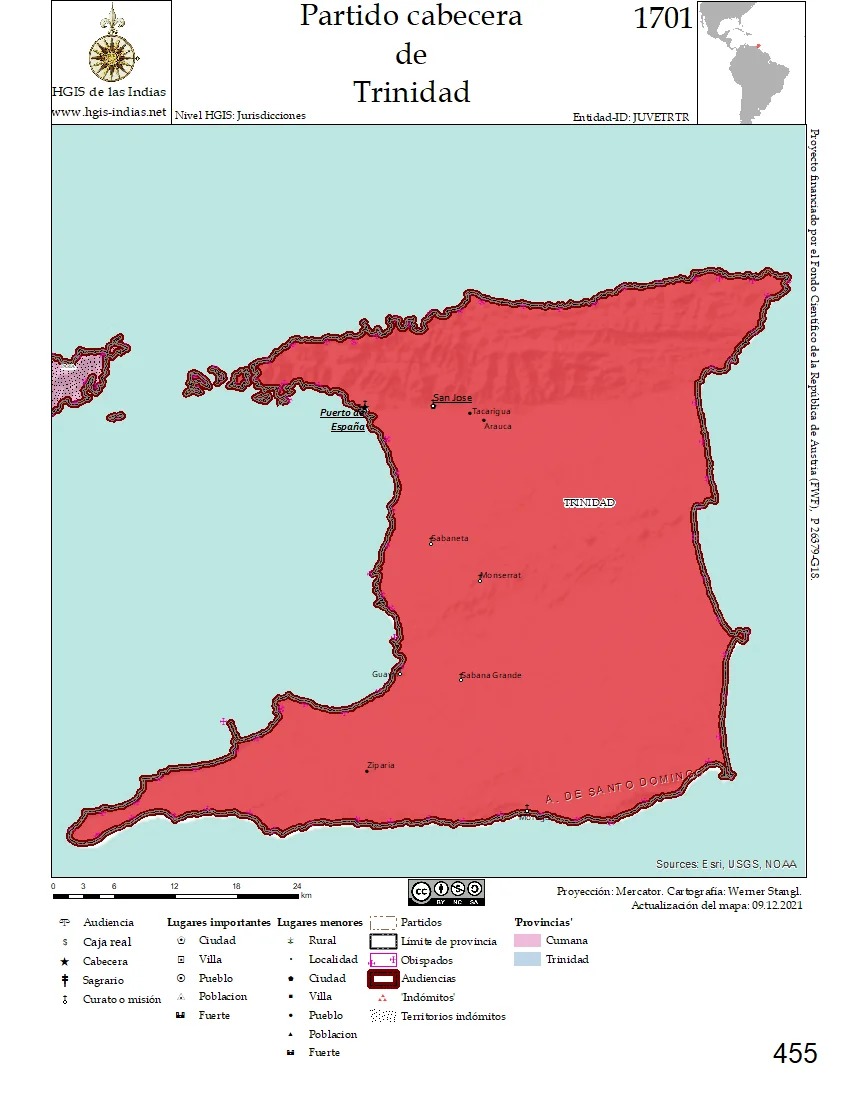 Partido cabecera
de
Trinidad
1701
HGIS de las Indias
www.hgis-indias.net
Nivel HGIS: Jurisdicciones
Entidad-ID: JUVETRTR
Proyecto financiado por el Fondo Científico de la República de Austria (FWF), P 26379-G18.
San Jose
Puerto de
España
Tacarigua
Arauca
TRINIDAD
Sabaneta
Monserrat
Sabana Grande
Ziparia
A. DE SANTO DOMINGO
Sources: Esri, USGS, NOAA
0 3 6 12 18 24
km
CC BY NC SA
Proyección: Mercator. Cartografía: Werner Stangl.
Actualización del mapa: 09.12.2021
Audiencia
Caja real
Cabecera
Sagrario
Curato o misión
Lugares importantes
Ciudad
Villa
Pueblo
Poblacion
Fuerte
Lugares menores
Rural
Localidad
Ciudad
Villa
Pueblo
Poblacion
Fuerte
Partidos
Límite de provincia
Obispados
Audiencias
'Indómitos'
Territorios indómitos
'Provincias'
Cumana
Trinidad
455